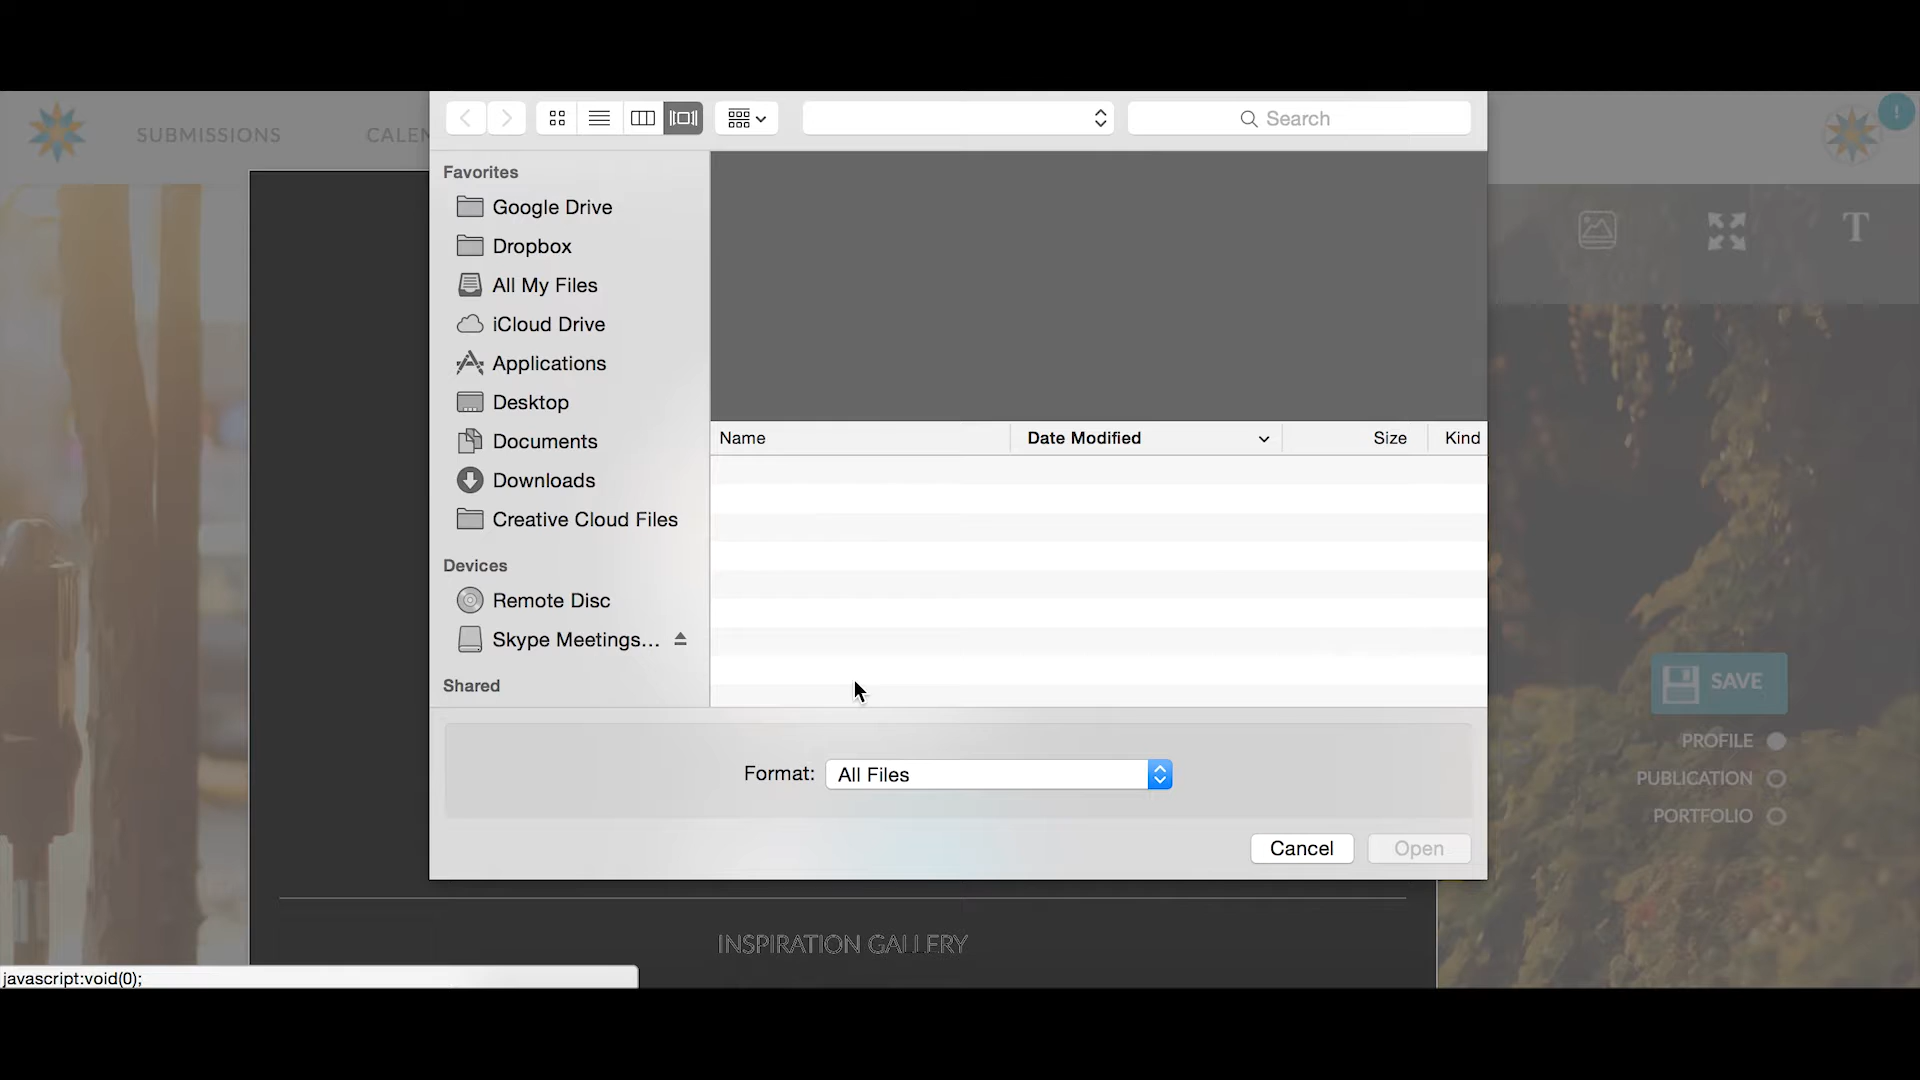 SUBMISSIONS
CALEN
Search
!
Favorites
Google Drive
Dropbox
All My Files
iCloud Drive
Applications
Desktop
Documents
Downloads
Creative Cloud Files
Devices
Remote Disc
Skype Meetings...
Shared
Name
Date Modified
Size
Kind
T
SAVE
PROFILE
PUBLICATION
PORTFOLIO
Format:
All Files
Cancel
Open
INSPIRATION GALLERY
javascript:void(0);